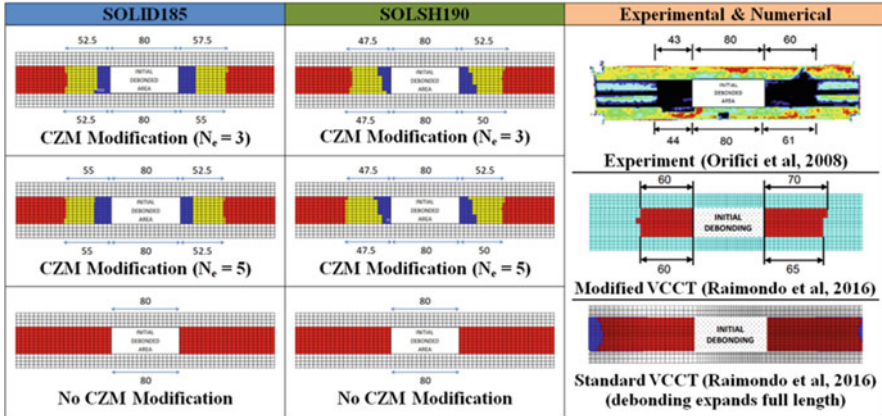 SOLID185
52.5 80 57.5
INITIAL
DEBONDED
AREA
52.5 80 55
CZM Modification (Nₑ = 3)
55 80 52.5
INITIAL
DEBONDED
AREA
55 80 52.5
CZM Modification (Nₑ = 5)
80
INITIAL
DEBONDED
AREA
80
No CZM Modification
SOLSH190
47.5 80 52.5
INITIAL
DEBONDED
AREA
47.5 80 50
CZM Modification (Nₑ = 3)
47.5 80 52.5
INITIAL
DEBONDED
AREA
47.5 80 50
CZM Modification (Nₑ = 5)
80
INITIAL
DEBONDED
AREA
80
No CZM Modification
Experimental & Numerical
43 80 60
INITIAL
DEBONDED
AREA
44 80 61
Experiment (Orifici et al, 2008)
60 70
INITIAL
DEBONDING
60 65
Modified VCCT (Raimondo et al, 2016)
INITIAL
DEBONDING
Standard VCCT (Raimondo et al, 2016)
(debonding expands full length)